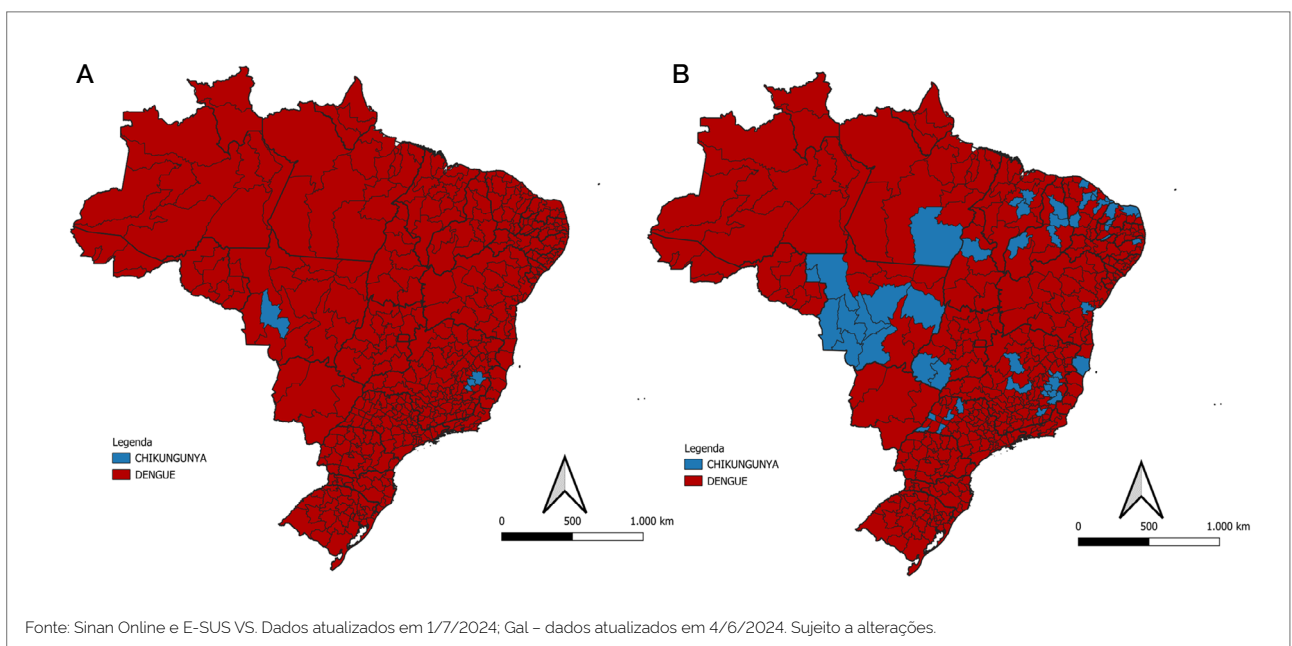 A
B
Legenda
CHIKUNGUNYA
DENGUE
0 500 1.000 km
Legenda
CHIKUNGUNYA
DENGUE
0 500 1.000 km
Fonte: Sinan Online e E-SUS VS. Dados atualizados em 1/7/2024; Gal – dados atualizados em 4/6/2024. Sujeito a alterações.